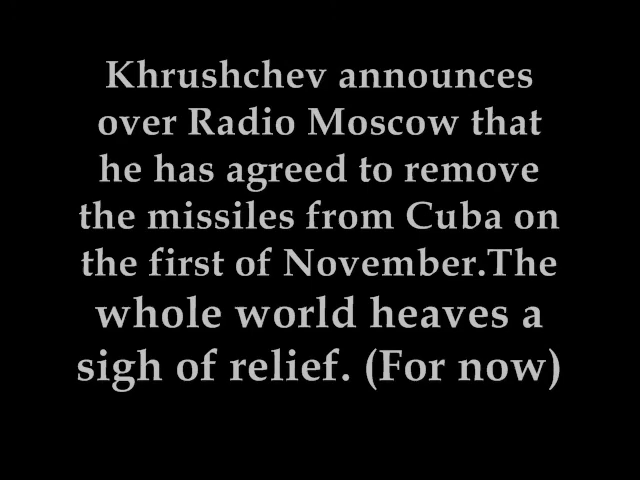 Khrushchev announces
over Radio Moscow that
he has agreed to remove
the missiles from Cuba on
the first of November.The
whole world heaves a
sigh of relief. (For now)